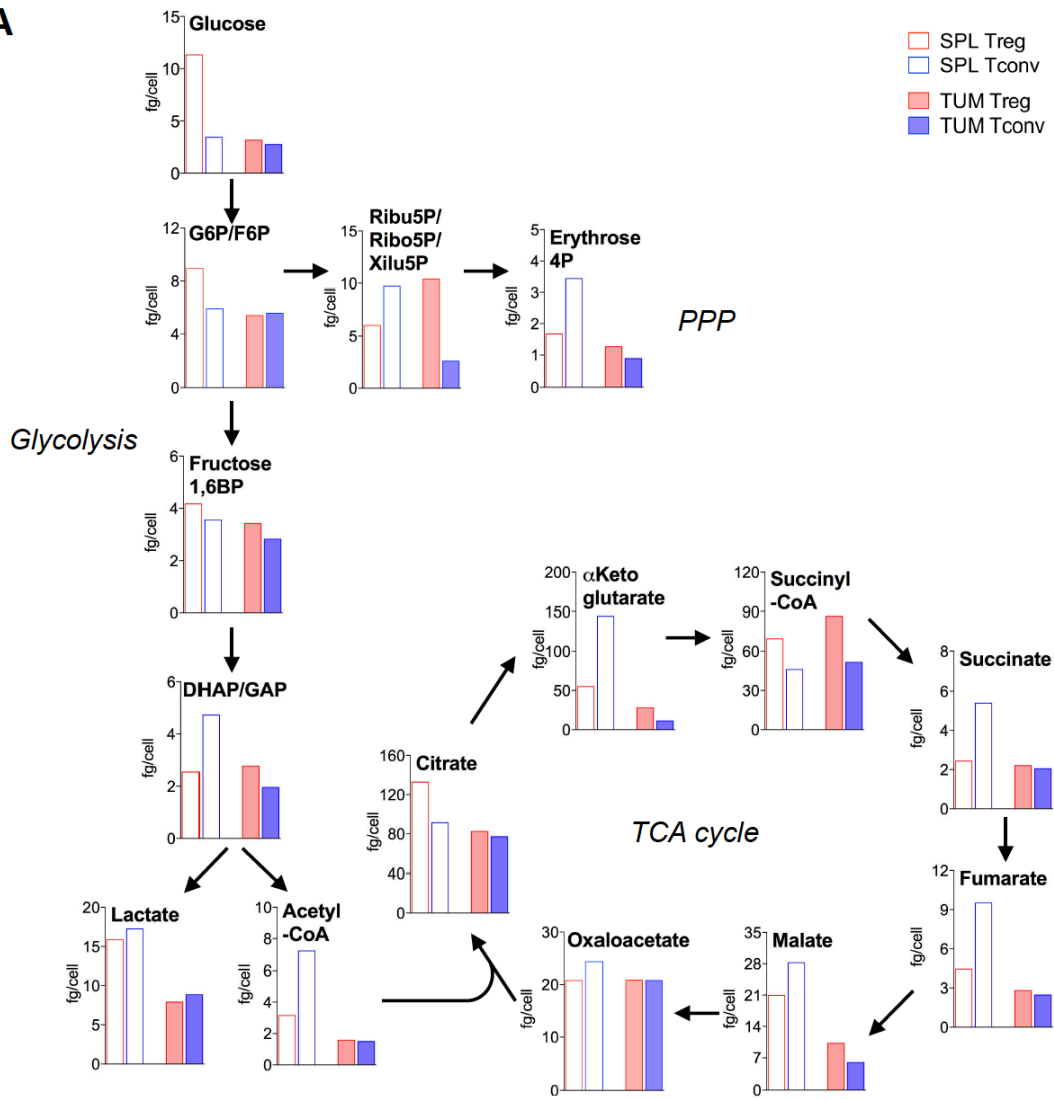 A
Glucose
15
10
5
0
fg/cell
SPL Treg
SPL Tconv
TUM Treg
TUM Tconv
G6P/F6P
12
8
4
0
fg/cell
Ribu5P/
Ribo5P/
Xilu5P
15
10
5
0
fg/cell
Erythrose
4P
5
4
3
2
1
0
fg/cell
PPP
Glycolysis
Fructose
1,6BP
6
4
2
0
fg/cell
DHAP/GAP
6
4
2
0
fg/cell
Lactate
20
15
10
5
0
fg/cell
Acetyl
-CoA
10
8
6
4
2
0
fg/cell
Citrate
160
120
80
40
0
fg/cell
αKeto
glutarate
200
150
100
50
0
fg/cell
Succinyl
-CoA
120
90
60
30
0
fg/cell
Succinate
8
6
4
2
0
fg/cell
TCA cycle
Fumarate
12
9
6
3
0
fg/cell
Malate
35
28
21
14
7
0
fg/cell
Oxaloacetate
30
20
10
0
fg/cell